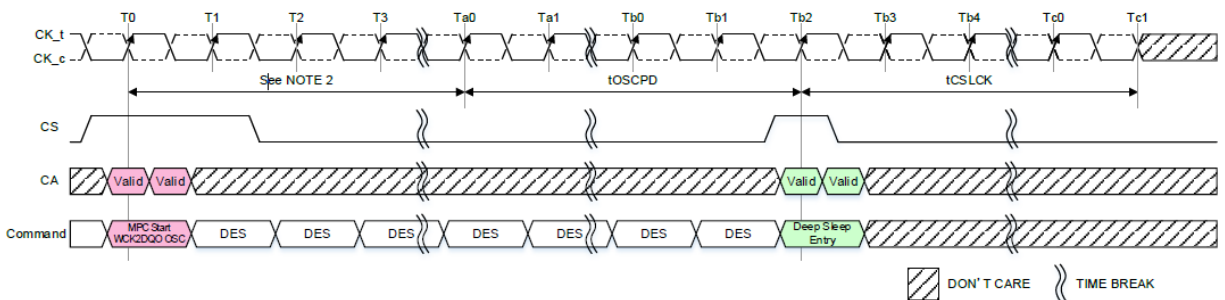 T0 T1 T2 T3 Ta0 Ta1 Tb0 Tb1 Tb2 Tb3 Tb4 Tc0 Tc1
CK_t
CK_c
See NOTE 2 tOSCPD tCSLCK
CS
CA Valid Valid Valid Valid
Command MPC Start WCK2DQO OSC DES DES DES DES DES DES DES Deep Sleep Entry
DON'T CARE TIME BREAK